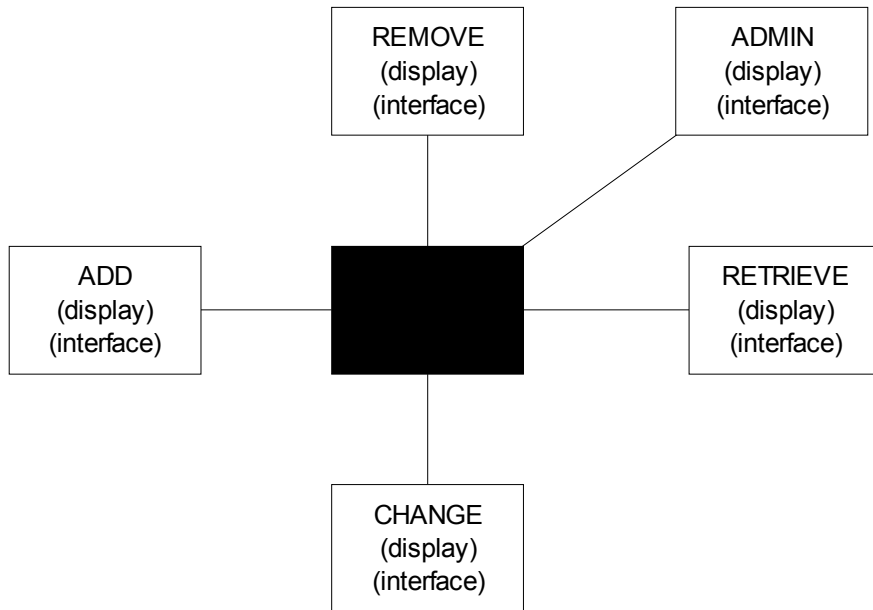 REMOVE
(display)
(interface)
ADMIN
(display)
(interface)
ADD
(display)
(interface)
RETRIEVE
(display)
(interface)
CHANGE
(display)
(interface)